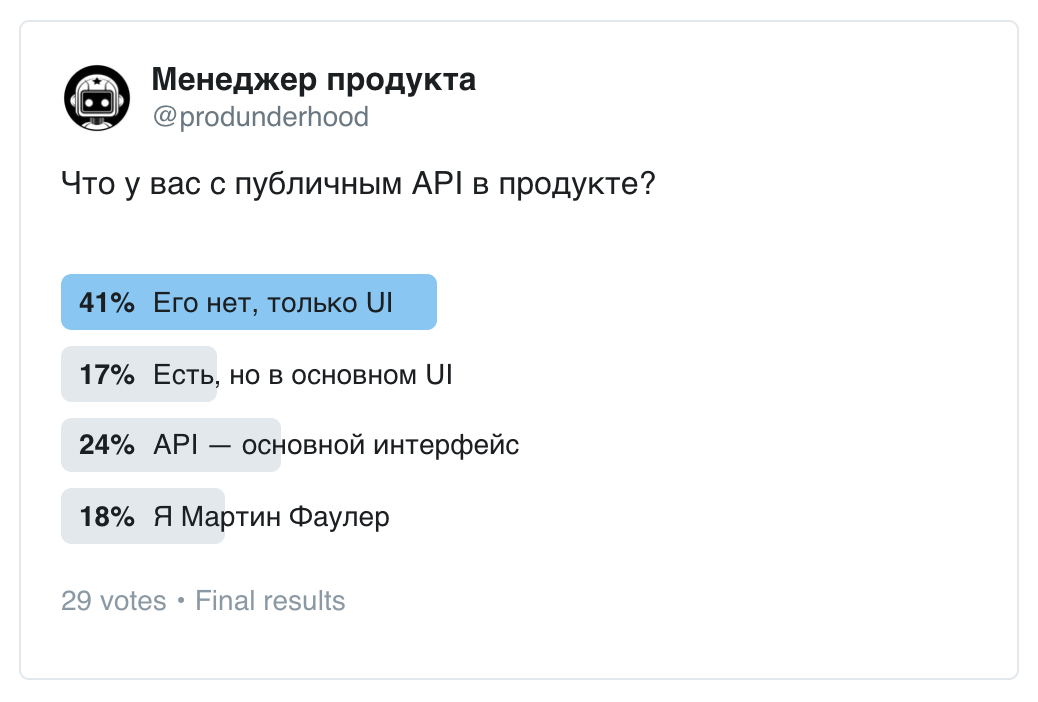 Менеджер продукта
@produnderhood
Что у вас с публичным API в продукте?
41% Его нет, только UI
17% Есть, но в основном UI
24% API — основной интерфейс
18% Я Мартин Фаулер
29 votes • Final results